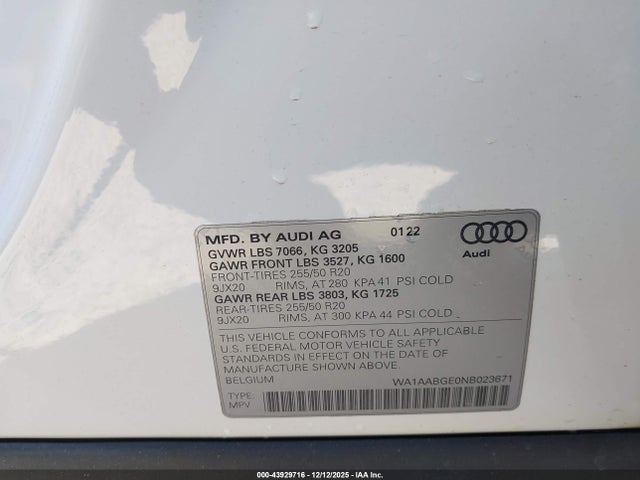 MFD. BY AUDI AG 01 22
GVWR LBS 7066, KG 3205
GAWR FRONT LBS 3527, KG 1600
FRONT-TIRES 255/50 R20
9JX20 RIMS, AT 280 KPA 41 PSI COLD
GAWR REAR LBS 3803, KG 1725
REAR-TIRES 255/50 R20
9JX20 RIMS, AT 300 KPA 44 PSI COLD
Audi
THIS VEHICLE CONFORMS TO ALL APPLICABLE
U.S. FEDERAL MOTOR VEHICLE SAFETY
STANDARDS IN EFFECT ON THE DATE OF
MANUFACTURE SHOWN ABOVE.
BELGIUM WA1AABGE0NB023671
TYPE:
MPV
000-43929716 - 12/12/2025 - IAA Inc.